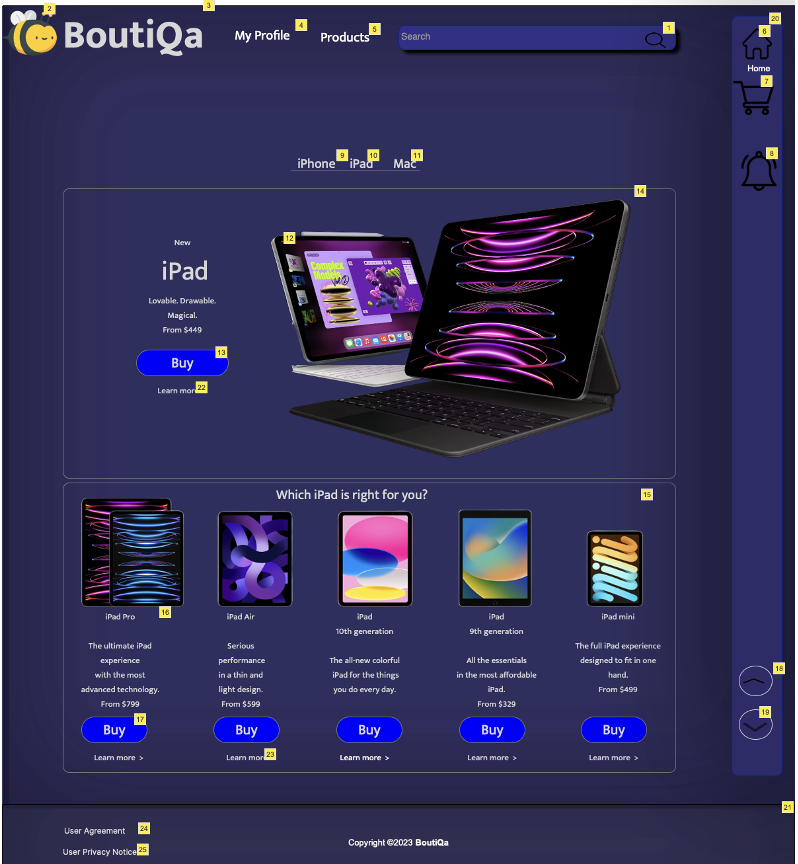 2
3
BoutiQa
My Profile
4
Products
5
Search
1
20
6
Home
7
8
iPhone
9
iPad
10
Mac
11
14
12
New
iPad
Lovable. Drawable.
Magical.
From $449
Buy
13
Learn more
22
Complex
Models
Which iPad is right for you?
15
iPad Pro
16
The ultimate iPad
experience
with the most
advanced technology.
From $799
Buy
17
Learn more >
iPad Air
Serious
performance
in a thin and
light design.
From $599
Buy
Learn more
23
iPad
10th generation
The all-new colorful
iPad for the things
you do every day.
Buy
Learn more >
iPad
9th generation
All the essentials
in the most affordable
iPad.
From $329
Buy
Learn more >
iPad mini
The full iPad experience
designed to fit in one
hand.
From $499
Buy
Learn more >
18
19
21
User Agreement
24
User Privacy Notice
25
Copyright ©2023 BoutiQa